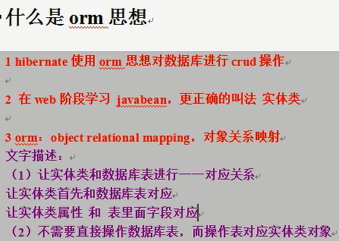 什么是 orm 思想
1 hibernate 使用 orm 思想对数据库进行 crud 操作
2 在 web 阶段学习 javabean，更正确的叫法 实体类
3 orm：object relational mapping，对象关系映射
文字描述：
（1）让实体类和数据库表进行一一对应关系
让实体类首先和数据库表对应
让实体类属性 和 表里面字段对应
（2）不需要直接操作数据库表，而操作表对应实体类对象